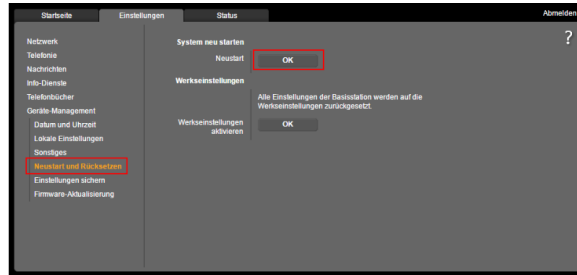 Startseite
Einstellungen
Status
Abmelden
?
Netzwerk
Telefonie
Nachrichten
Info-Dienste
Telefonbücher
Geräte-Management
Datum und Uhrzeit
Lokale Einstellungen
Sonstiges
Neustart und Rücksetzen
Einstellungen sichern
Firmware-Aktualisierung
System neu starten
Neustart
OK
Werkseinstellungen
Alle Einstellungen der Basisstation werden auf die
Werkseinstellungen zurückgesetzt.
Werkseinstellungen
aktivieren
OK